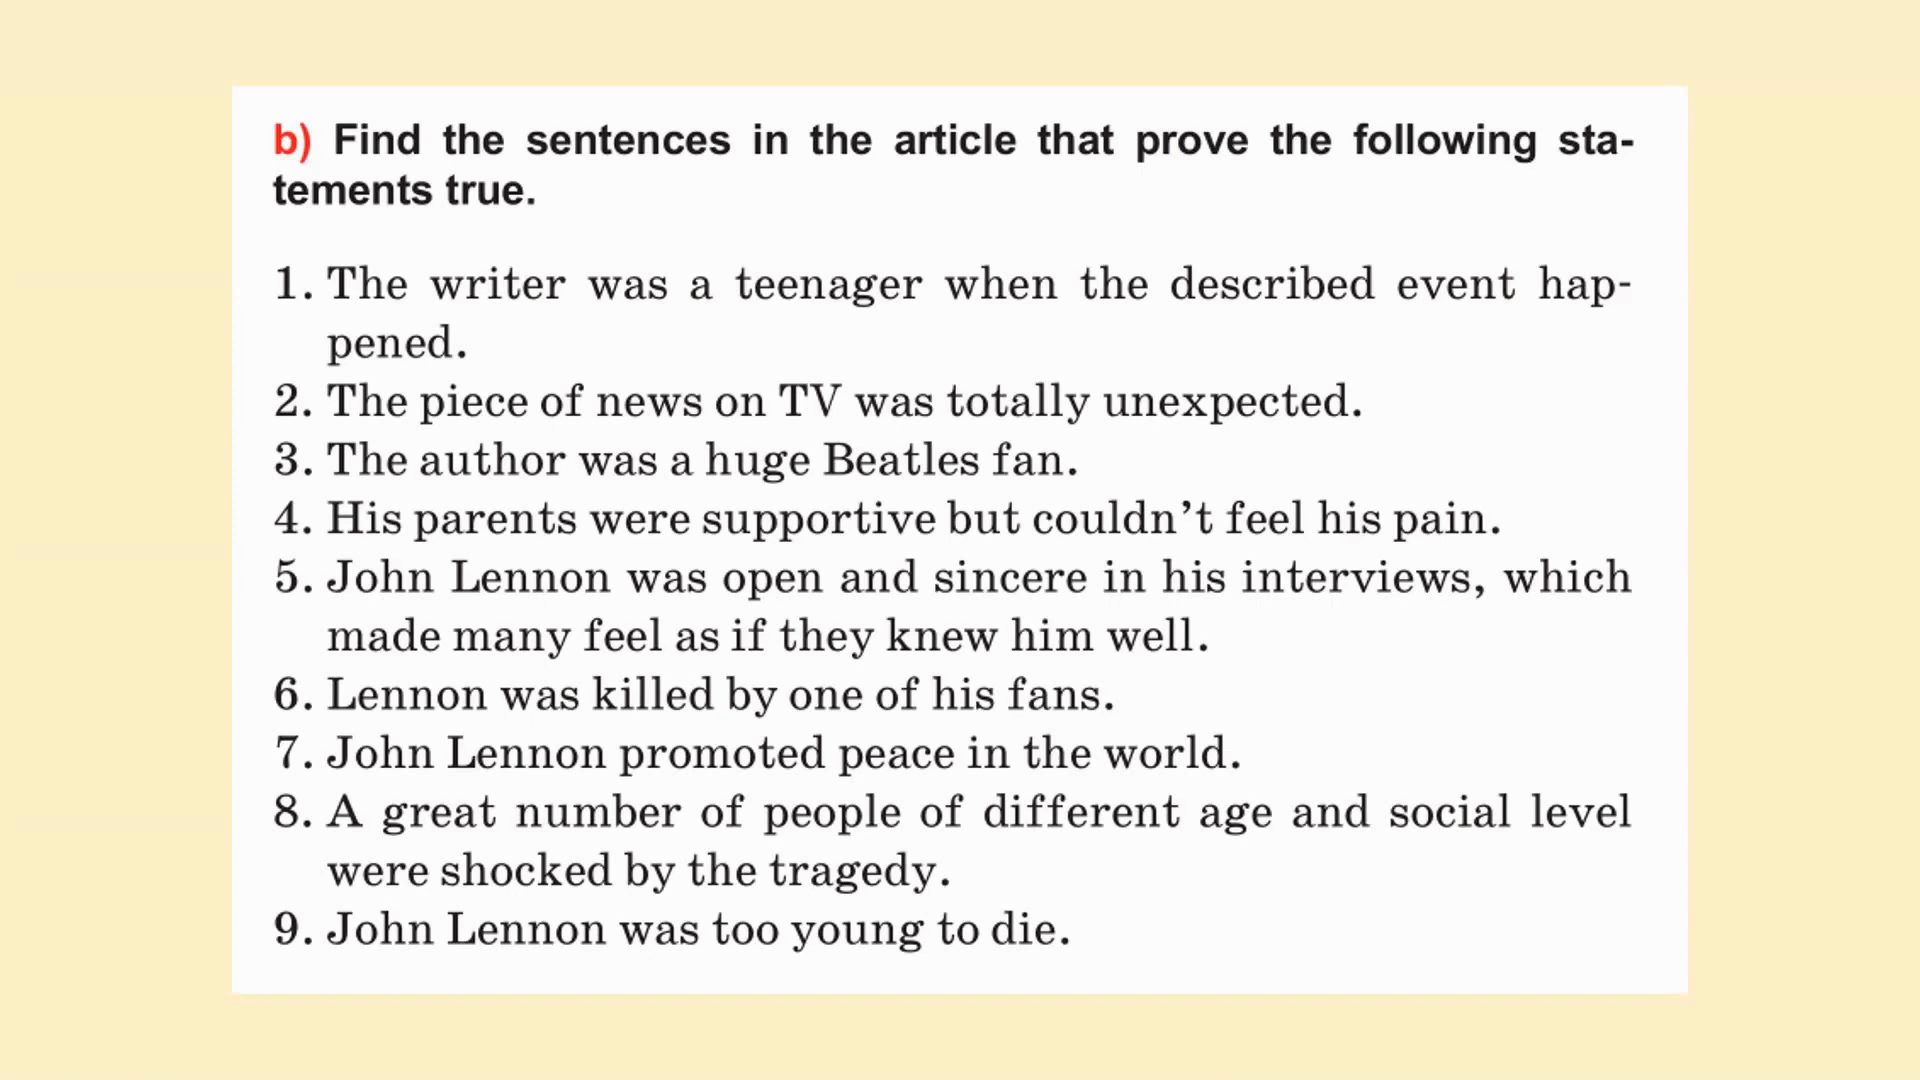 b) Find the sentences in the article that prove the following sta-
tements true.
1. The writer was a teenager when the described event hap-
pened.
2. The piece of news on TV was totally unexpected.
3. The author was a huge Beatles fan.
4. His parents were supportive but couldn’t feel his pain.
5. John Lennon was open and sincere in his interviews, which
made many feel as if they knew him well.
6. Lennon was killed by one of his fans.
7. John Lennon promoted peace in the world.
8. A great number of people of different age and social level
were shocked by the tragedy.
9. John Lennon was too young to die.